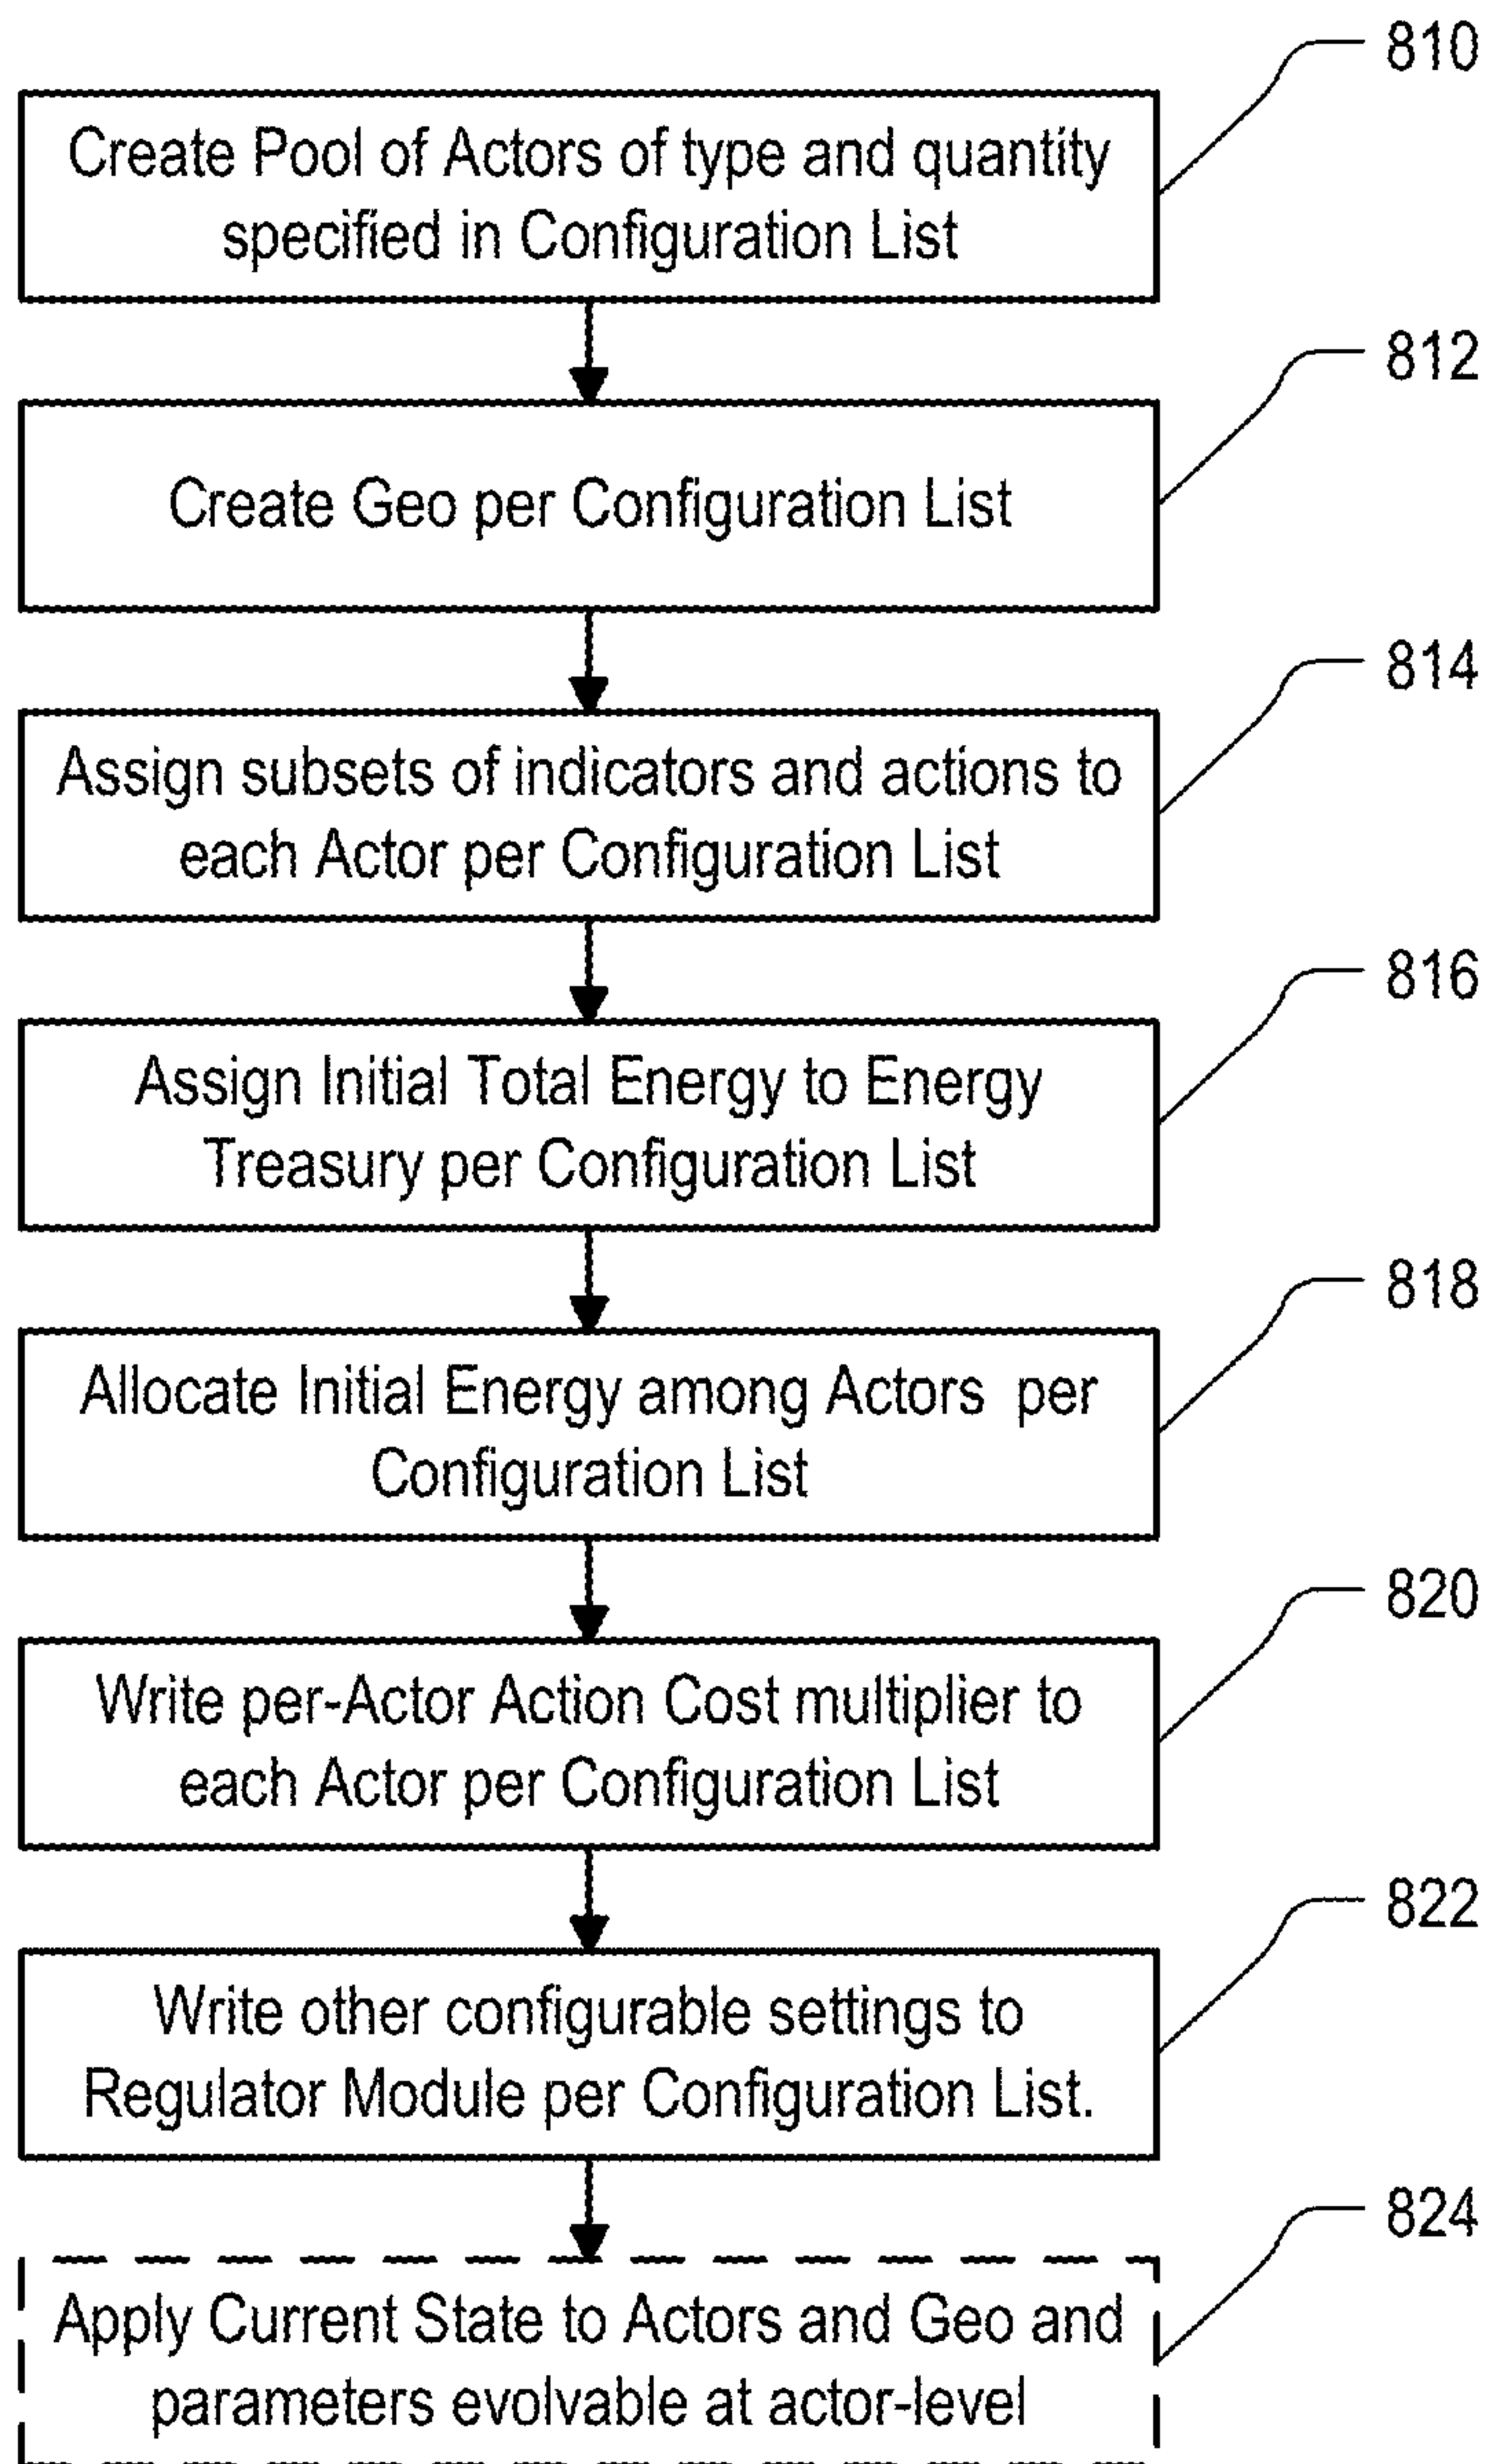 810
Create Pool of Actors of type and quantity
specified in Configuration List
812
Create Geo per Configuration List
814
Assign subsets of indicators and actions to
each Actor per Configuration List
816
Assign Initial Total Energy to Energy
Treasury per Configuration List
818
Allocate Initial Energy among Actors per
Configuration List
820
Write per-Actor Action Cost multiplier to
each Actor per Configuration List
822
Write other configurable settings to
Regulator Module per Configuration List.
824
Apply Current State to Actors and Geo and
parameters evolvable at actor-level